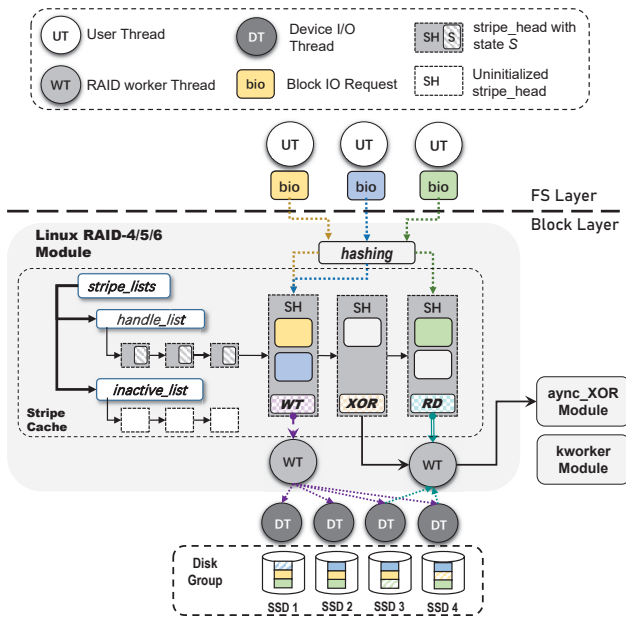 UT
User Thread
DT
Device I/O
Thread
SH
S
stripe_head with
state S
WT
RAID worker Thread
bio
Block IO Request
SH
Uninitialized
stripe_head
UT
UT
UT
bio
bio
bio
FS Layer
Block Layer
Linux RAID-4/5/6
Module
hashing
stripe_lists
handle_list
inactive_list
Stripe
Cache
SH
SH
SH
WT
XOR
RD
aync_XOR
Module
kworker
Module
WT
WT
DT
DT
DT
DT
Disk
Group
SSD 1
SSD 2
SSD 3
SSD 4